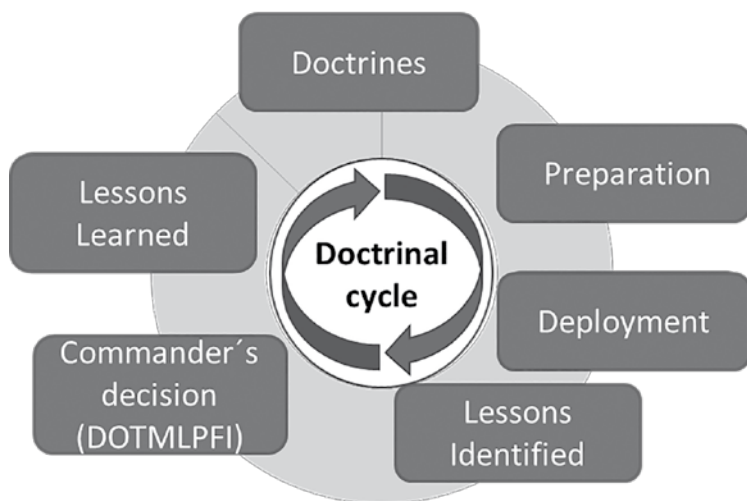 Doctrines
Preparation
Deployment
Lessons
Identified
Commander´s
decision
(DOTMLPFI)
Lessons
Learned
Doctrinal
cycle